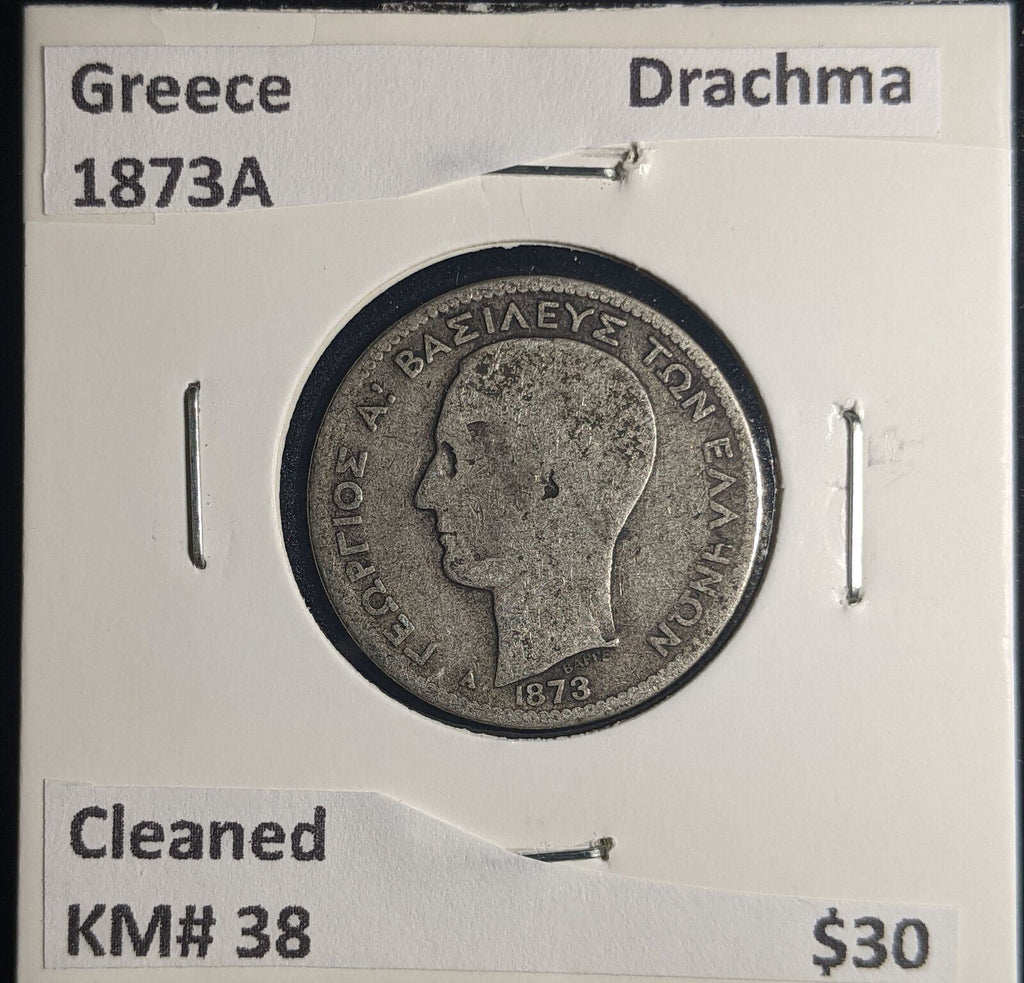 Greece Drachma
1873A
ΓΕΩΡΓΙΟΣ Α! ΒΑΣΙΛΕΥΣ ΤΩΝ ΕΛΛΗΝΩΝ
A
1873
Cleaned
KM# 38 $30